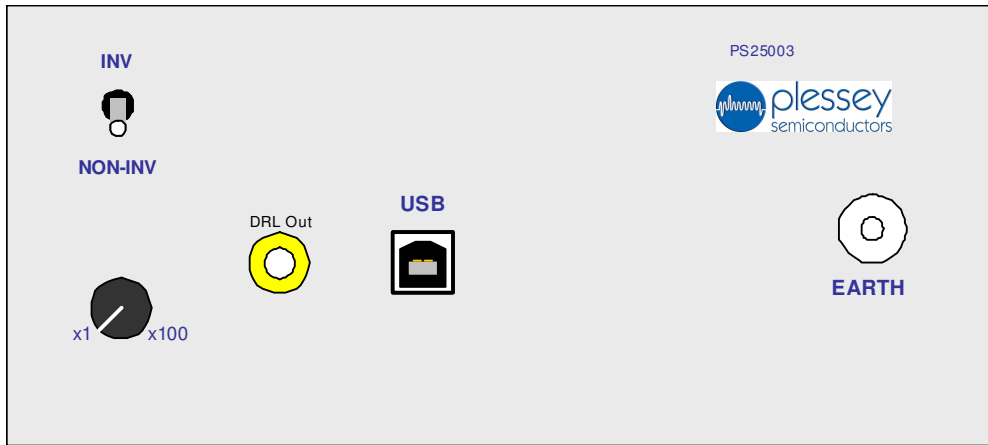 INV
NON-INV
PS25003
plessey
semiconductors
DRL Out
USB
EARTH
x1
x100